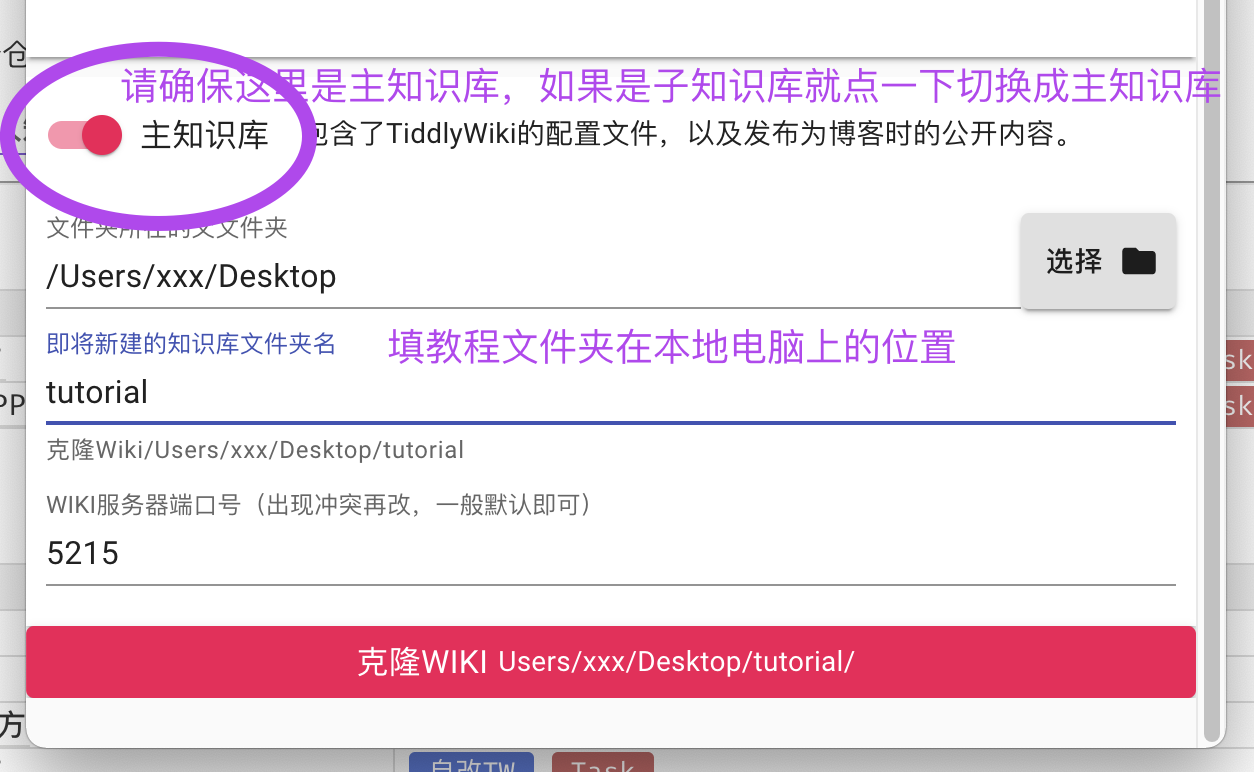 仓
请确保这里是主知识库，如果是子知识库就点一下切换成主知识库
主知识库 包含了TiddlyWiki的配置文件，以及发布为博客时的公开内容。
文件夹所在的父文件夹
/Users/xxx/Desktop
选择
即将新建的知识库文件夹名
填教程文件夹在本地电脑上的位置
sk
tutorial
PP
sk
克隆Wiki/Users/xxx/Desktop/tutorial
WIKI服务器端口号（出现冲突再改，一般默认即可）
5215
克隆WIKI Users/xxx/Desktop/tutorial/
方
自改TW Task